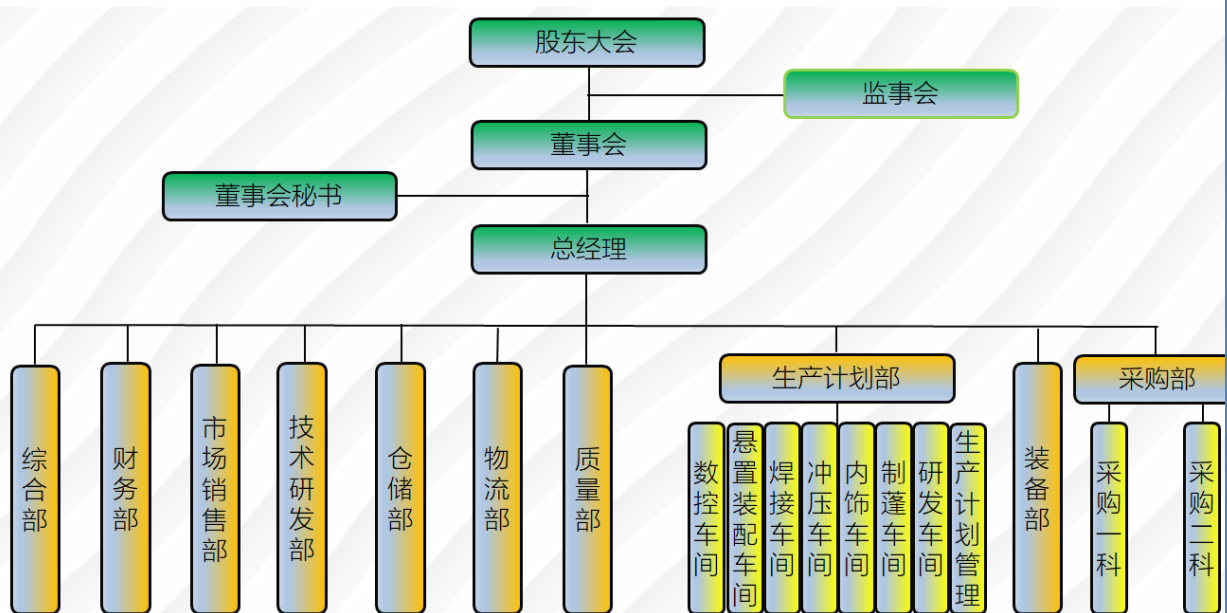 股东大会
监事会
董事会
董事会秘书
总经理
综合部
财务部
市场销售部
技术研发部
仓储部
物流部
质量部
生产计划部
数控车间
悬置装配车间
焊接车间
冲压车间
内饰车间
制蓬车间
研发车间
生产计划管理
装备部
采购部
采购一科
采购二科